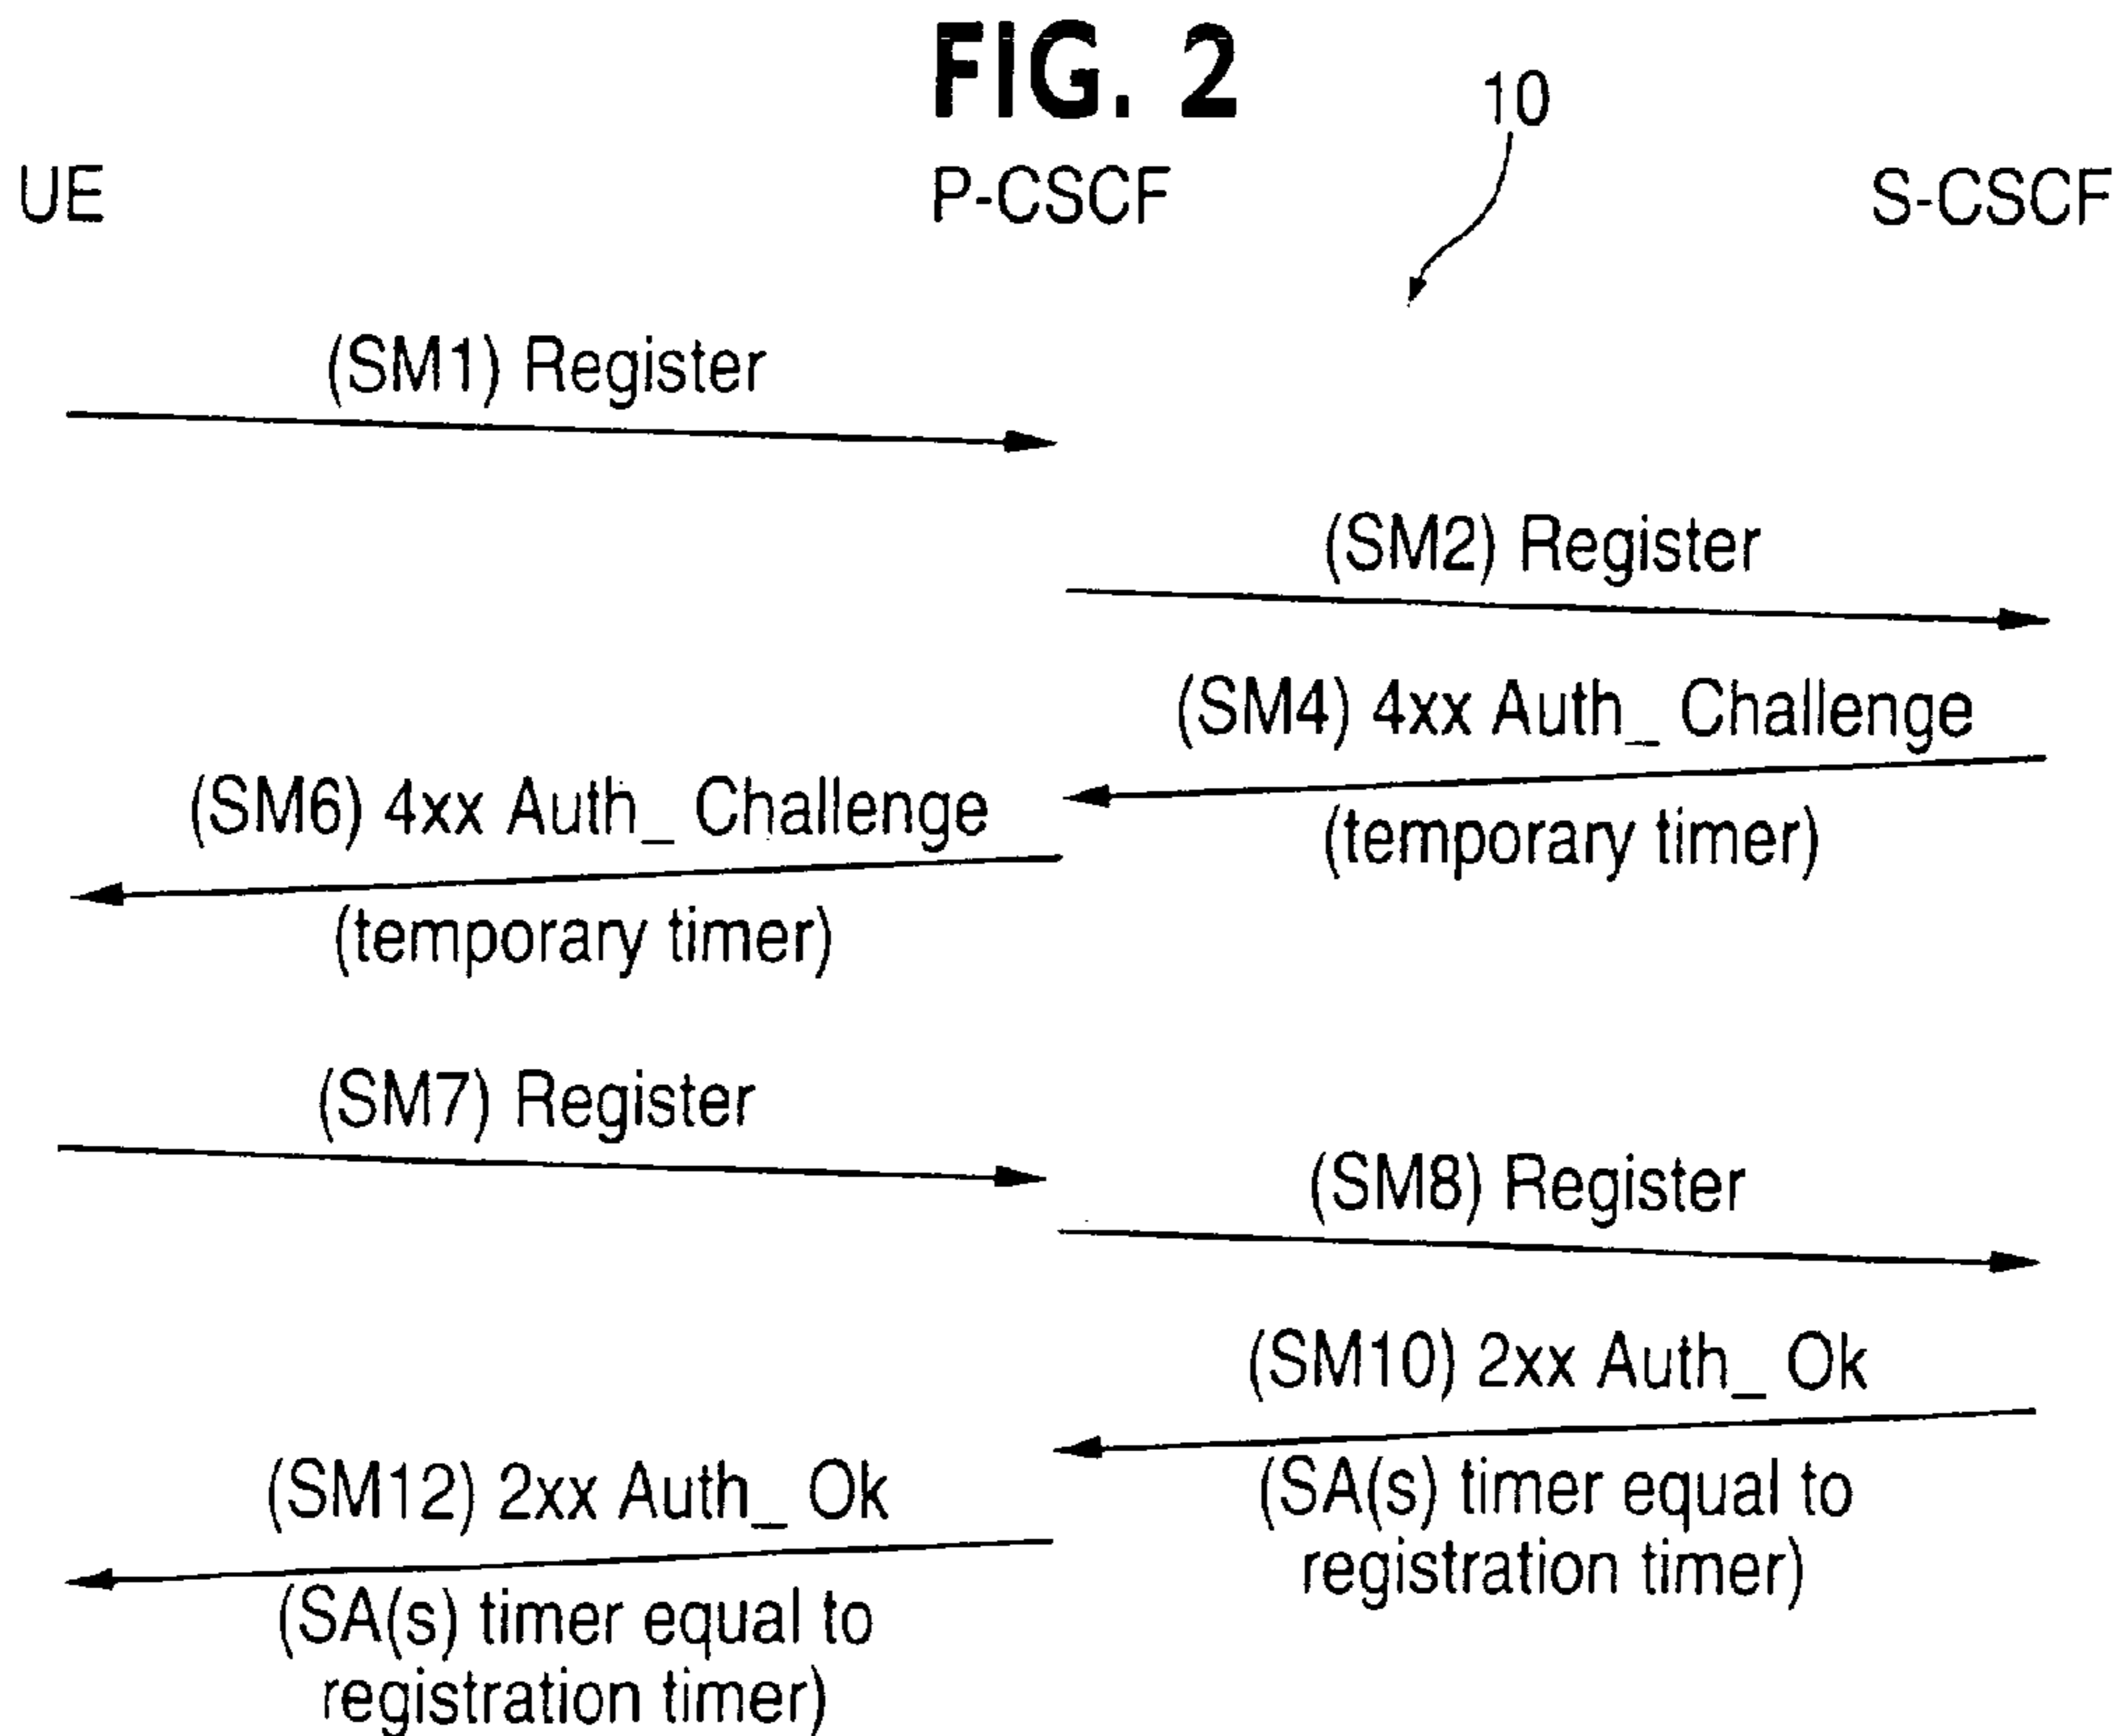 FIG. 2
10
UE
P-CSCF
S-CSCF
(SM1) Register
(SM2) Register
(SM4) 4xx Auth_ Challenge
(temporary timer)
(SM6) 4xx Auth_ Challenge
(temporary timer)
(SM7) Register
(SM8) Register
(SM10) 2xx Auth_ Ok
(SA(s) timer equal to
registration timer)
(SM12) 2xx Auth_ Ok
(SA(s) timer equal to
registration timer)